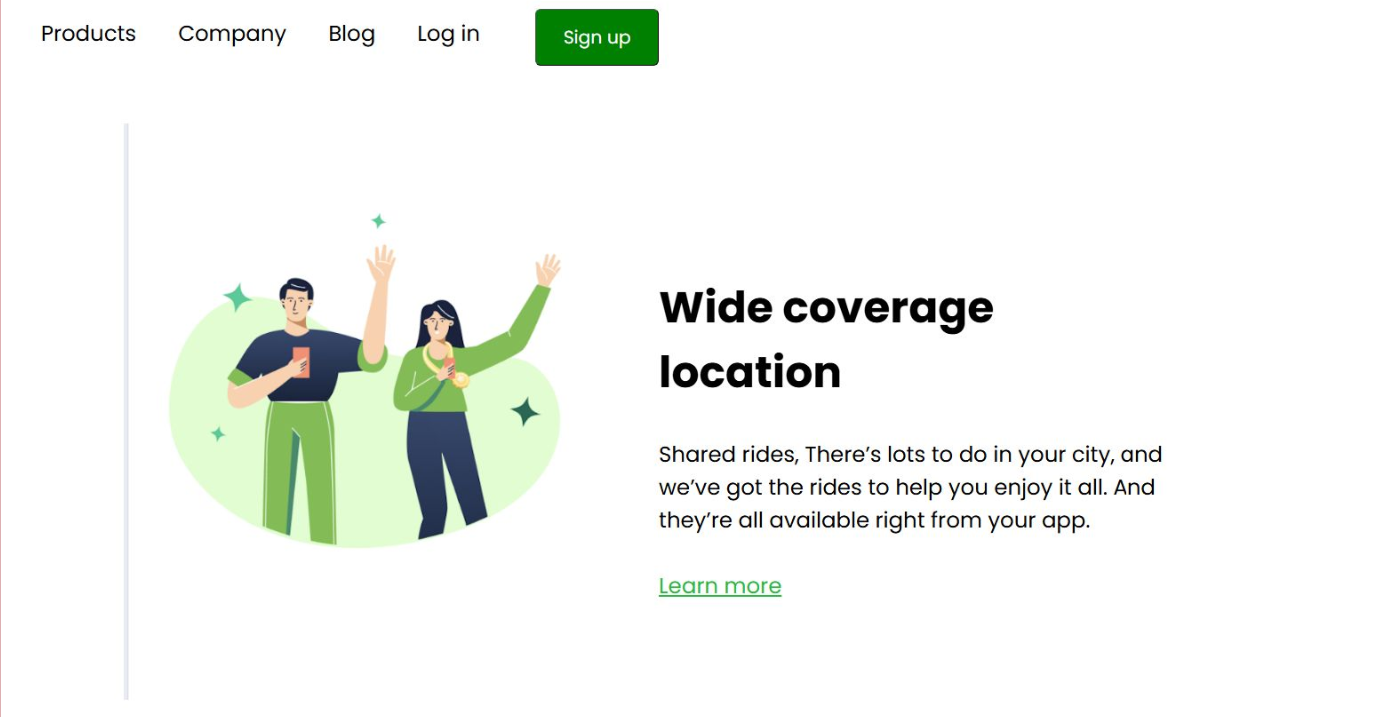 Products Company Blog Log in Sign up
Wide coverage
location
Shared rides, There’s lots to do in your city, and
we’ve got the rides to help you enjoy it all. And
they’re all available right from your app.
Learn more